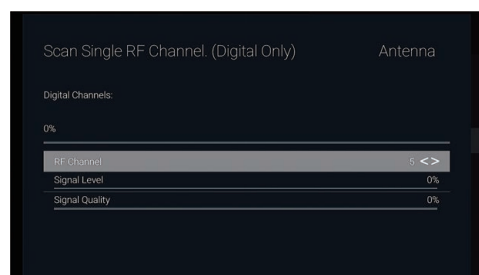 Scan Single RF Channel. (Digital Only) Antenna
Digital Channels:
0%
RF Channel 5 <>
Signal Level 0%
Signal Quality 0%